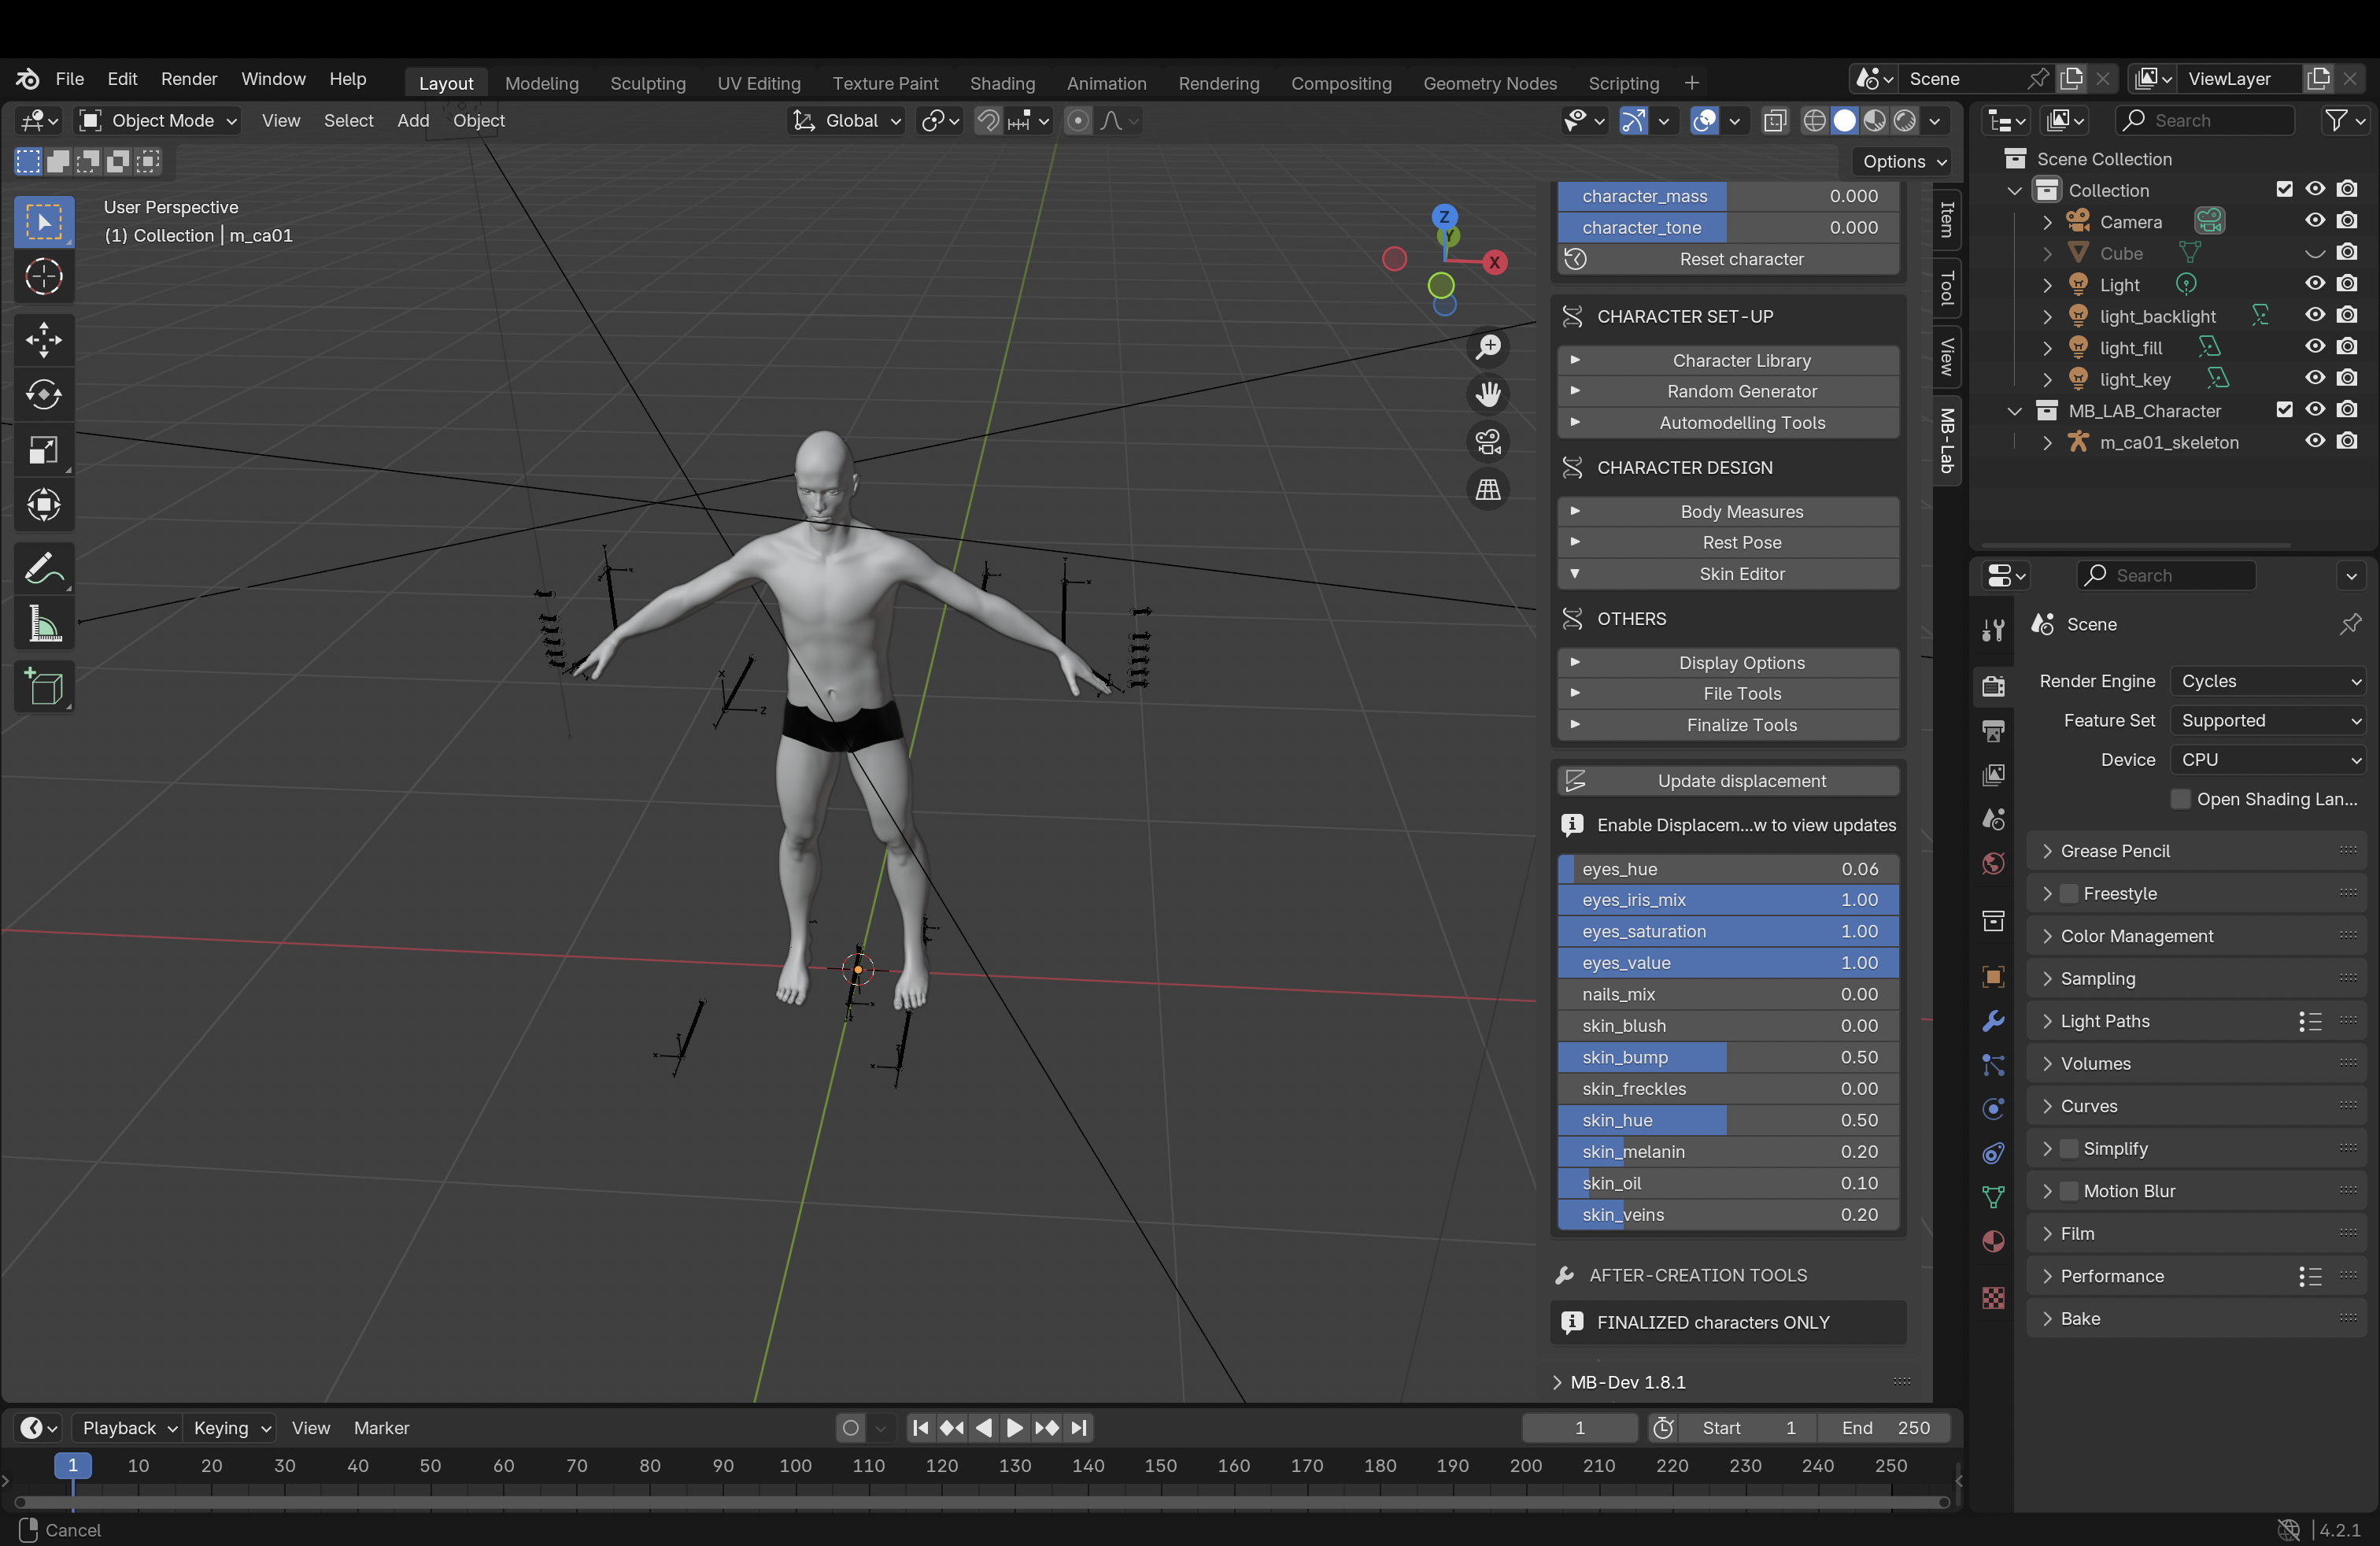 File Edit Render Window Help Layout Modeling Sculpting UV Editing Texture Paint Shading Animation Rendering Compositing Geometry Nodes Scripting + Scene ViewLayer
Object Mode View Select Add Object Global Search
Options
User Perspective
(1) Collection | m_ca01
Z
Y
X
character_mass 0.000
character_tone 0.000
Reset character
CHARACTER SET-UP
Character Library
Random Generator
Automodelling Tools
CHARACTER DESIGN
Body Measures
Rest Pose
Skin Editor
OTHERS
Display Options
File Tools
Finalize Tools
Update displacement
Enable Displacem...w to view updates
eyes_hue 0.06
eyes_iris_mix 1.00
eyes_saturation 1.00
eyes_value 1.00
nails_mix 0.00
skin_blush 0.00
skin_bump 0.50
skin_freckles 0.00
skin_hue 0.50
skin_melanin 0.20
skin_oil 0.10
skin_veins 0.20
AFTER-CREATION TOOLS
FINALIZED characters ONLY
MB-Dev 1.8.1
Item
Tool
View
MB-Lab
Scene Collection
Collection
Camera
Cube
Light
light_backlight
light_fill
light_key
MB_LAB_Character
m_ca01_skeleton
Search
Scene
Render Engine Cycles
Feature Set Supported
Device CPU
Open Shading Lan...
Grease Pencil
Freestyle
Color Management
Sampling
Light Paths
Volumes
Curves
Simplify
Motion Blur
Film
Performance
Bake
Playback Keying View Marker 1 Start 1 End 250
1 10 20 30 40 50 60 70 80 90 100 110 120 130 140 150 160 170 180 190 200 210 220 230 240 250
Cancel 4.2.1